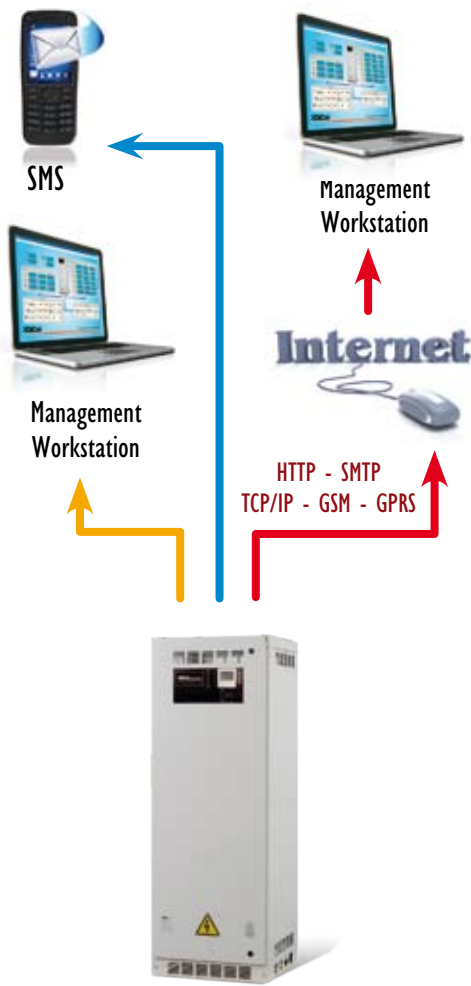 SMS
Management
Workstation
Management
Workstation
Internet
HTTP - SMTP
TCP/IP - GSM - GPRS